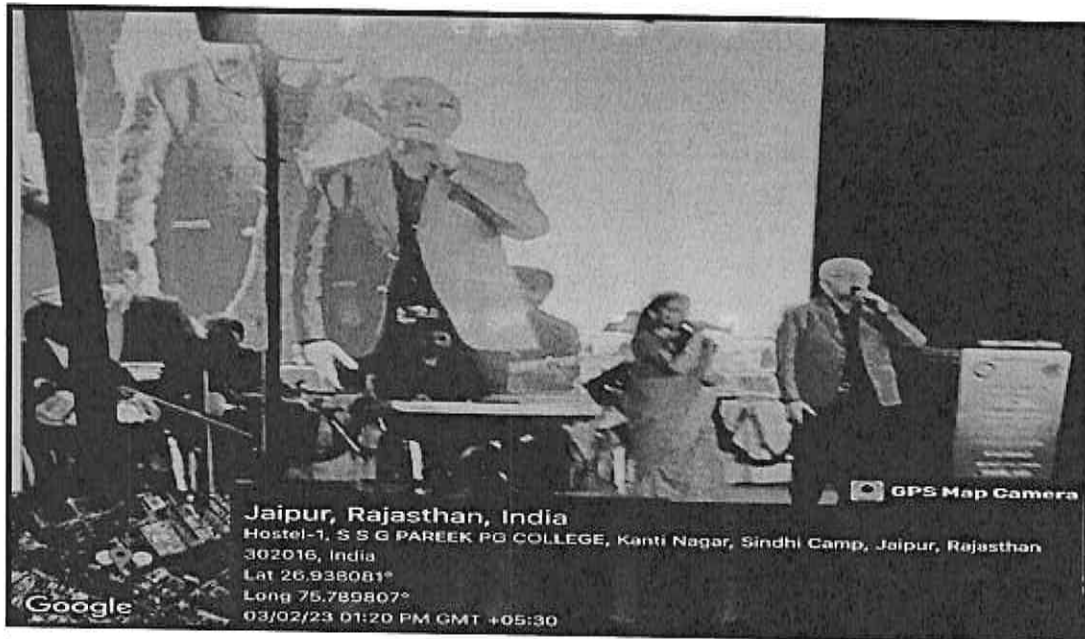 GPS Map Camera
Jaipur, Rajasthan, India
Hostel-1, S S G PAREEK PG COLLEGE, Kanti Nagar, Sindhi Camp, Jaipur, Rajasthan
302016, India
Lat 26.938081°
Long 75.789807°
03/02/23 01:20 PM GMT +05:30
Google